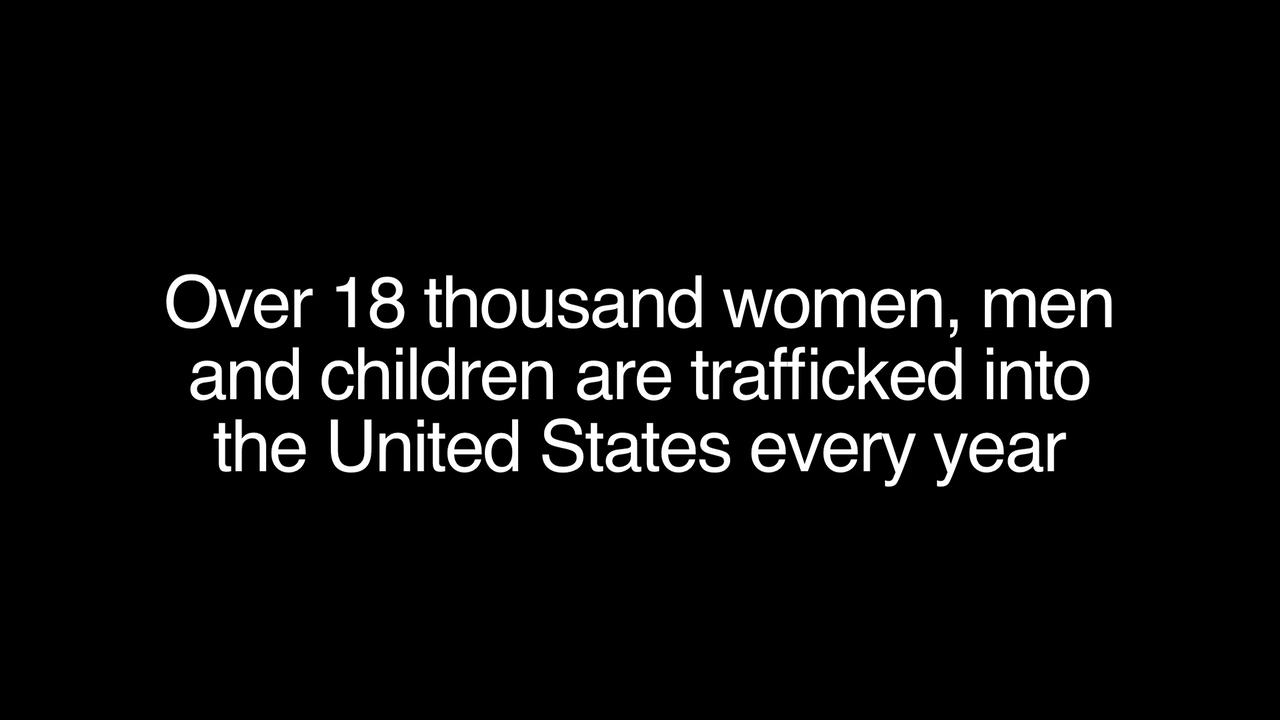 Over 18 thousand women, men
and children are trafficked into
the United States every year